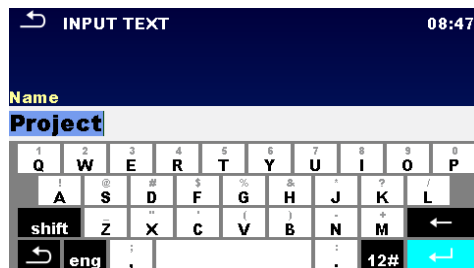 INPUT TEXT 08:47
Name
Project
1 2 3 4 5 6 7 8 9 0
Q W E R T Y U I O P
! @ # $ % & * ? /
A S D F G H J K L
_ " ' ( ) - +
shift Z X C V B N M
; :
eng , . 12#